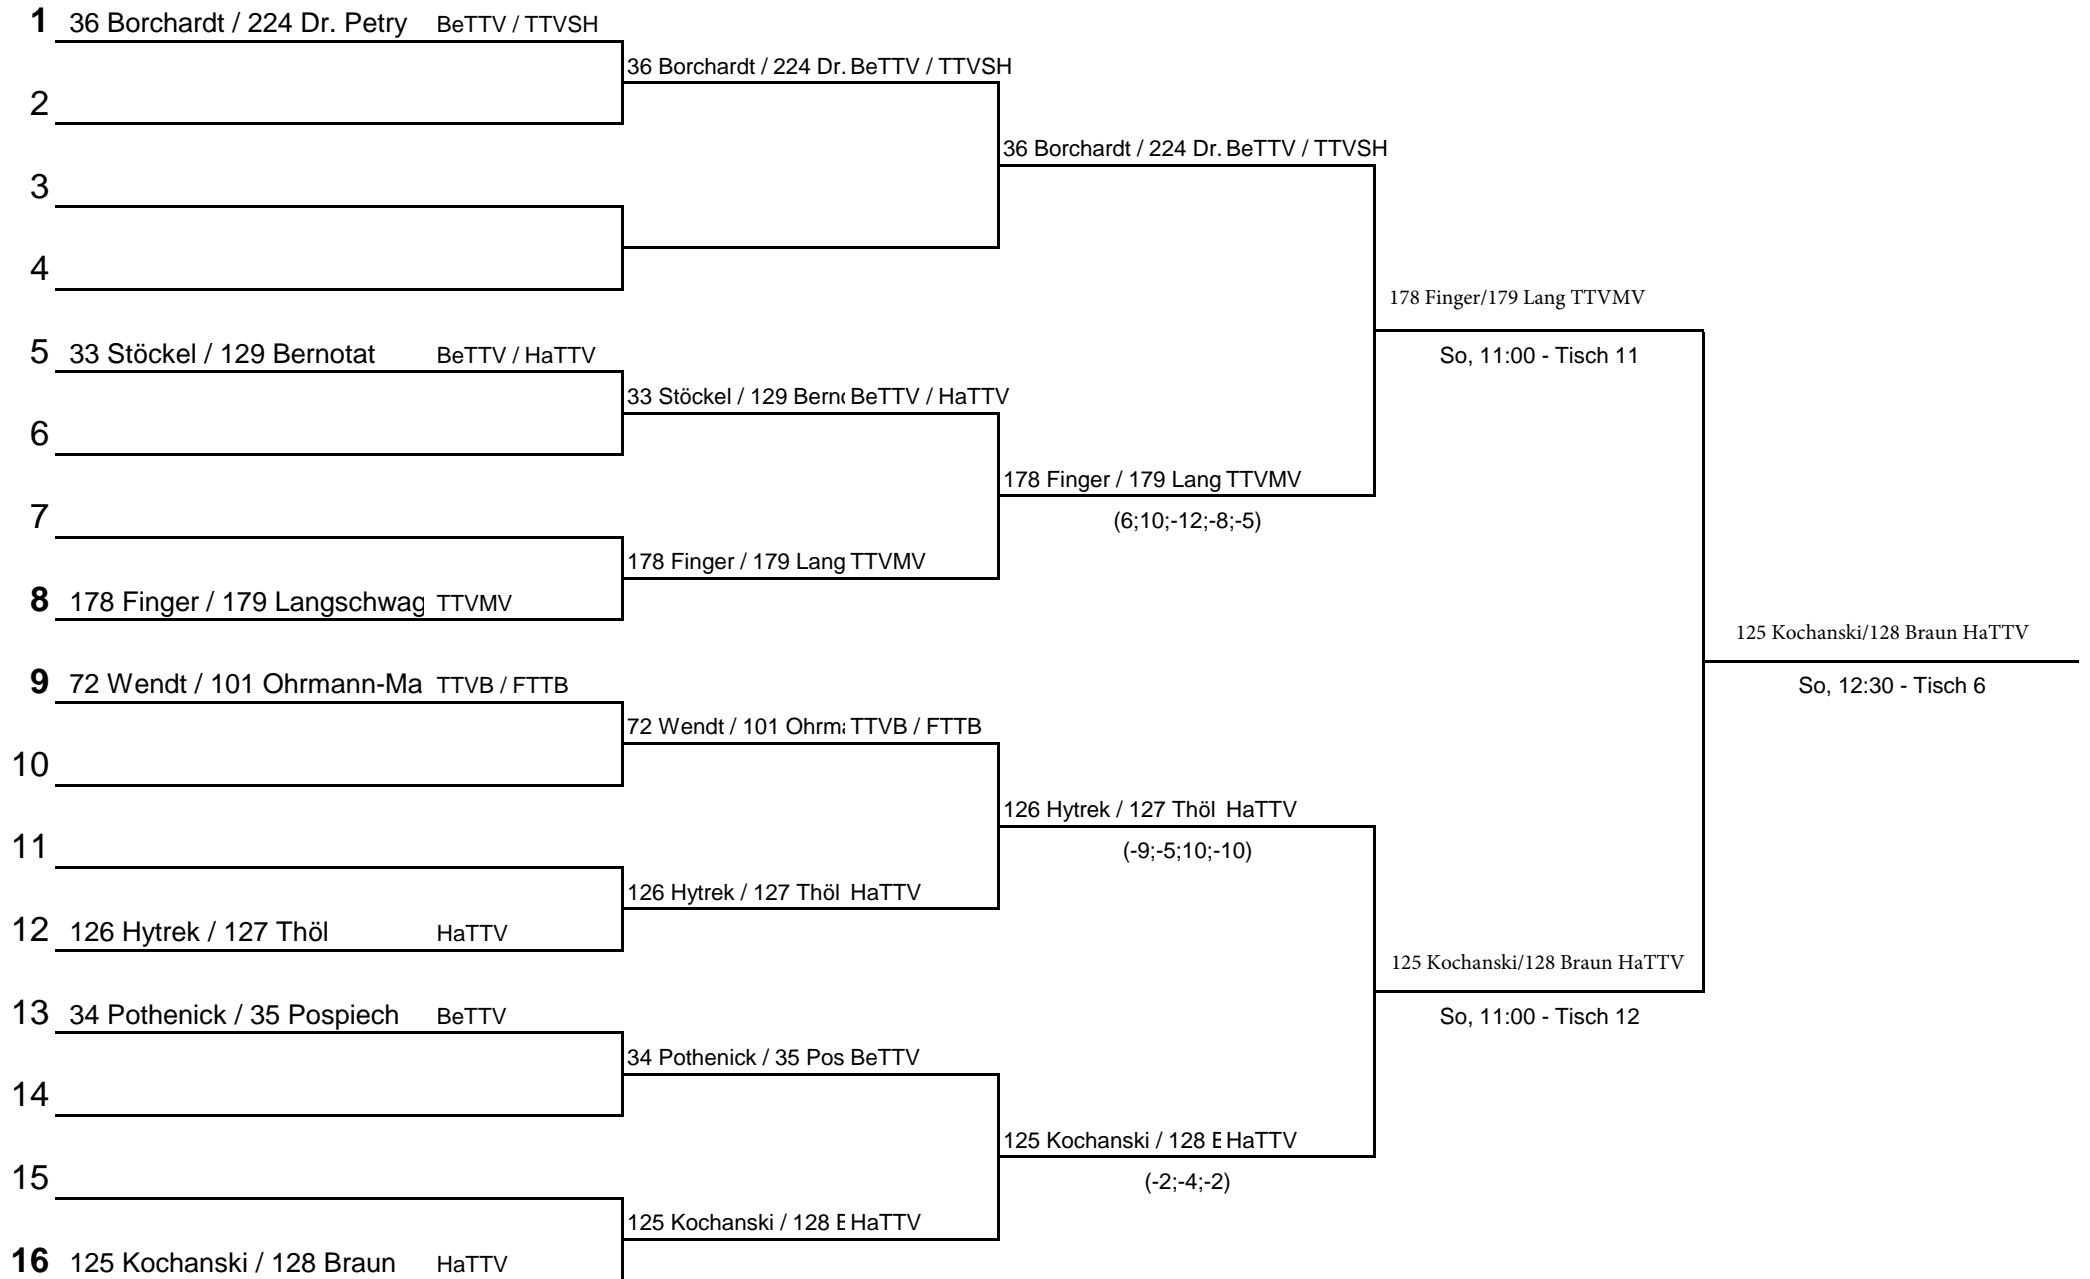 1 36 Borchardt / 224 Dr. Petry BeTTV / TTVSH
36 Borchardt / 224 Dr. BeTTV / TTVSH
2
36 Borchardt / 224 Dr. BeTTV / TTVSH
3
4
178 Finger/179 Lang TTVMV
5 33 Stöckel / 129 Bernotat BeTTV / HaTTV
So, 11:00 - Tisch 11
33 Stöckel / 129 Bern BeTTV / HaTTV
6
178 Finger / 179 Lang TTVMV
7
(6;10;-12;-8;-5)
178 Finger / 179 Lang TTVMV
8 178 Finger / 179 Langschwag TTVMV
125 Kochanski/128 Braun HaTTV
9 72 Wendt / 101 Ohrmann-Ma TTVB / FTTB
So, 12:30 - Tisch 6
72 Wendt / 101 Ohrm TTVB / FTTB
10
126 Hytrek / 127 Thöl HaTTV
11
(-9;-5;10;-10)
126 Hytrek / 127 Thöl HaTTV
12 126 Hytrek / 127 Thöl HaTTV
125 Kochanski/128 Braun HaTTV
13 34 Pothenick / 35 Pospiech BeTTV
So, 11:00 - Tisch 12
34 Pothenick / 35 Pos BeTTV
14
125 Kochanski / 128 HaTTV
15
(-2;-4;-2)
125 Kochanski / 128 HaTTV
16 125 Kochanski / 128 Braun HaTTV